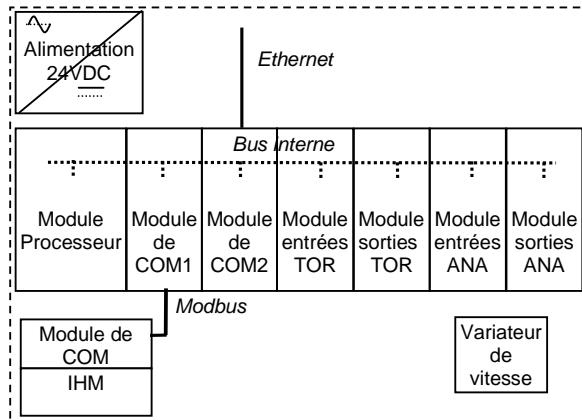 Alimentation
24VDC
Ethernet
Bus interne
Module
Processeur
Module
de
COM1
Module
de
COM2
Module
entrées
TOR
Module
sorties
TOR
Module
entrées
ANA
Module
sorties
ANA
Modbus
Module de
COM
IHM
Variateur
de
vitesse